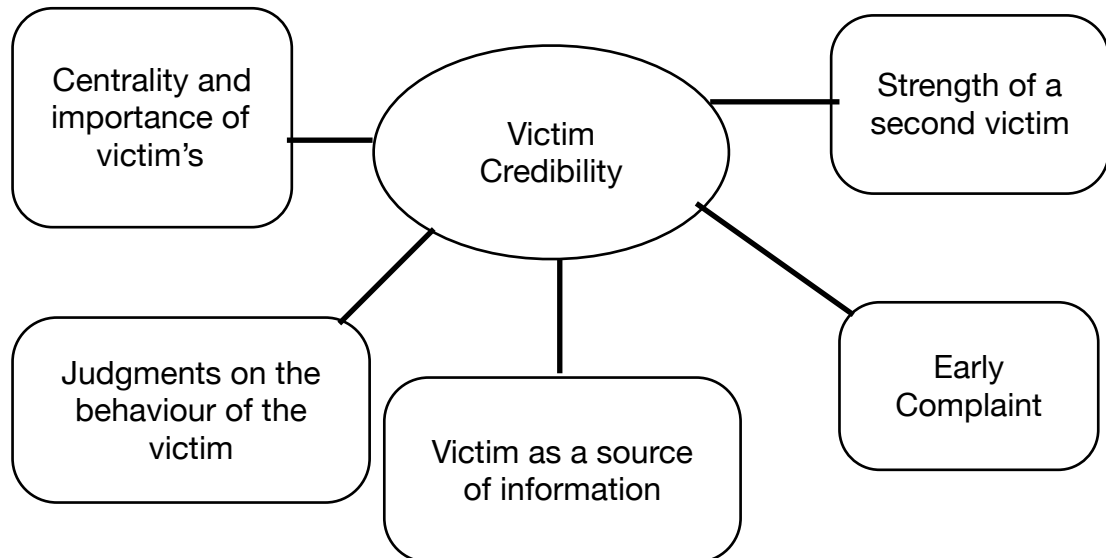 Centrality and
importance of
victim’s
Victim
Credibility
Strength of a
second victim
Judgments on the
behaviour of the
victim
Victim as a source
of information
Early
Complaint